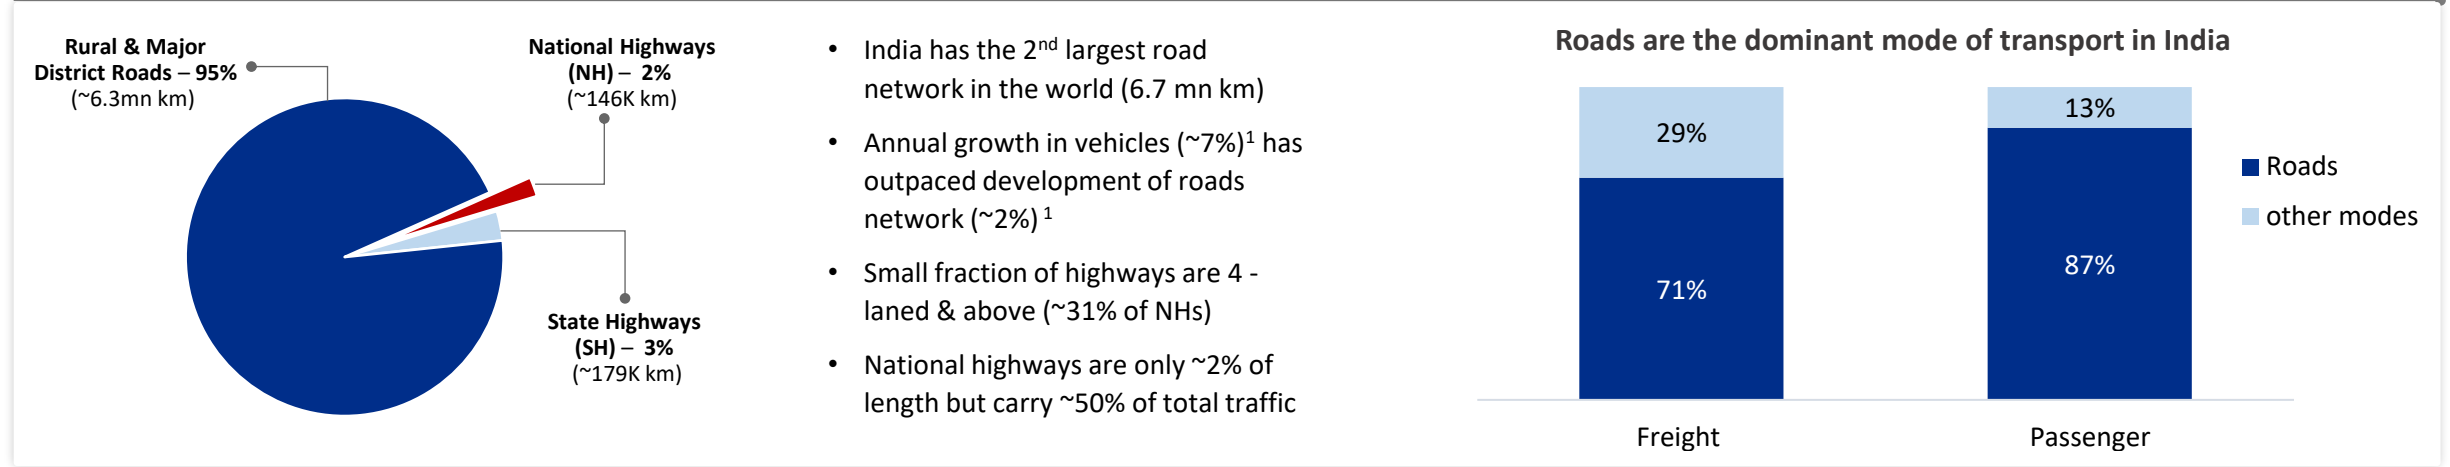 Rural & Major
District Roads – 95%
(~6.3mn km)
National Highways
(NH) – 2%
(~146K km)
State Highways
(SH) – 3%
(~179K km)
• India has the 2nd largest road
network in the world (6.7 mn km)
• Annual growth in vehicles (~7%)1 has
outpaced development of roads
network (~2%) 1
• Small fraction of highways are 4 -
laned & above (~31% of NHs)
• National highways are only ~2% of
length but carry ~50% of total traffic
Roads are the dominant mode of transport in India
29%
13%
71%
87%
Freight
Passenger
Roads
other modes